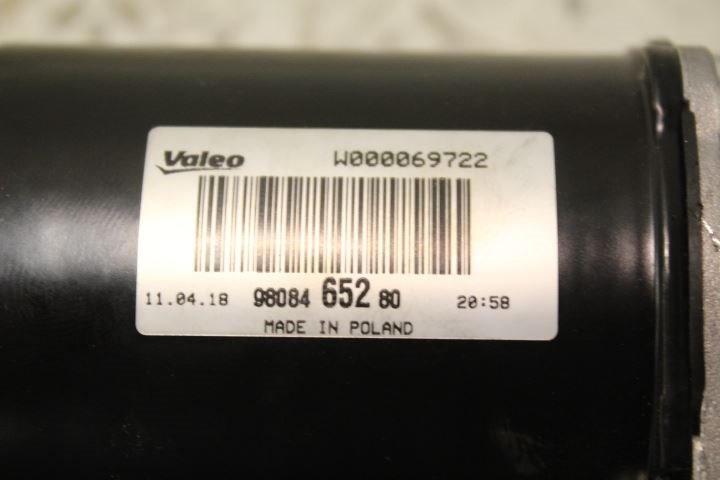 Valeo W000069722
11.04.18 98084 652 80 20:58
MADE IN POLAND